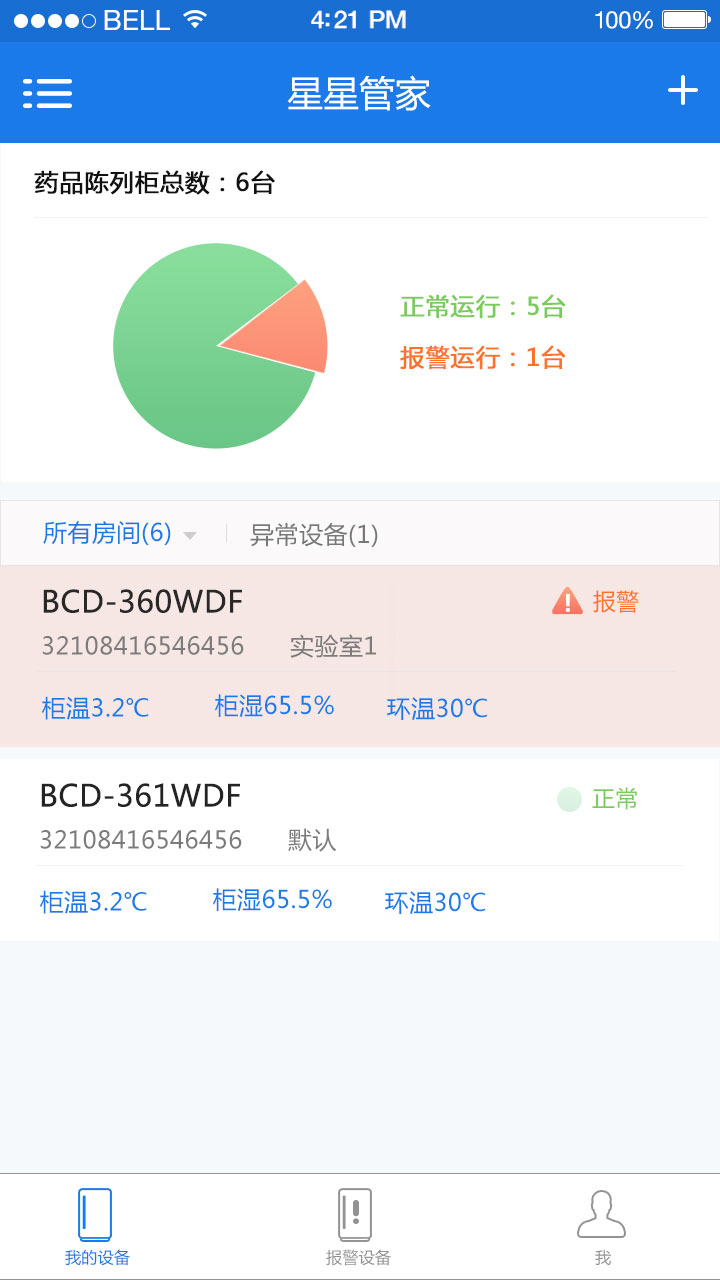 BELL 4:21 PM 100%
星星管家
药品陈列柜总数：6台
正常运行：5台
报警运行：1台
所有房间(6) 异常设备(1)
BCD-360WDF 报警
32108416546456 实验室1
柜温3.2℃ 柜湿65.5% 环温30℃
BCD-361WDF 正常
32108416546456 默认
柜温3.2℃ 柜湿65.5% 环温30℃
我的设备 报警设备 我